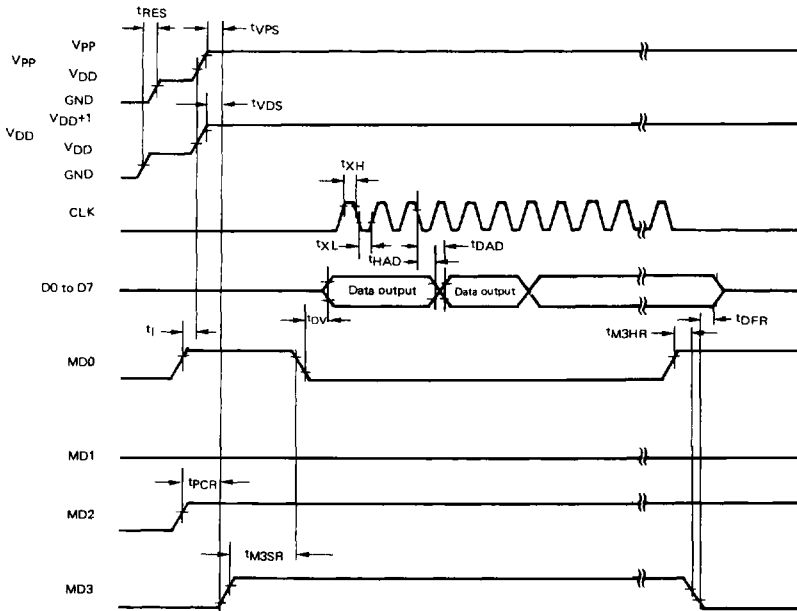 tRES
tVPS
VPP
VPP
VDD
GND
tVDS
VDD+1
VDD
VDD
GND
tXH
CLK
tXL
tHAD
tDAD
D0 to D7
Data output
Data output
tI
tDV
tM3HR
tDFR
MD0
MD1
tPCR
MD2
tM3SR
MD3